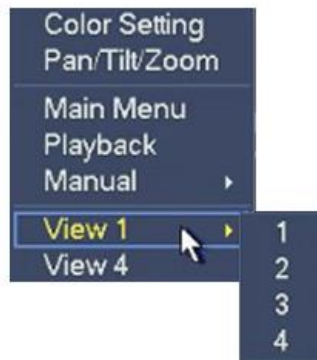 Color Setting
Pan/Tilt/Zoom
Main Menu
Playback
Manual
View 1
View 4
1
2
3
4